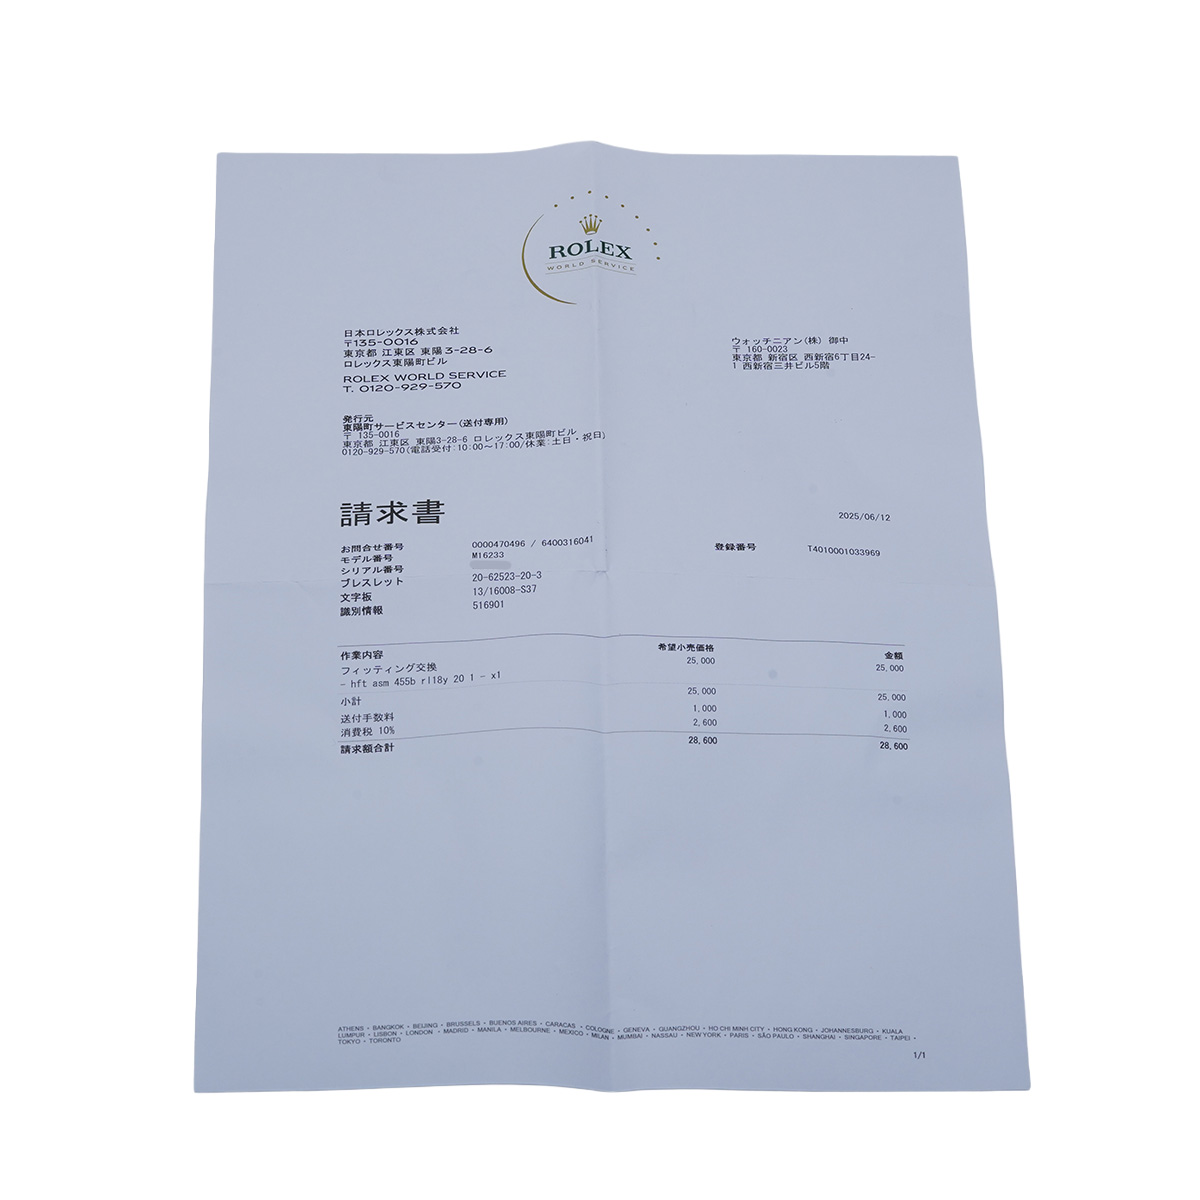 ROLEX
WORLD SERVICE
日本ロレックス株式会社
〒135-0016
東京都 江東区 東陽 3-28-6
ロレックス東陽町ビル
ROLEX WORLD SERVICE
T. 0120-929-570
ウォッチニアン(株) 御中
〒 160-0023
東京都 新宿区 西新宿6丁目24-
1 西新宿三井ビル5階
発行元
東陽町サービスセンター(送付専用)
〒 135-0016
東京都 江東区 東陽3-28-6 ロレックス東陽町ビル
0120-929-570(電話受付:10:00～17:00/休業:土日・祝日)
請求書
2025/06/12
お問合せ番号 0000470496 / 6400316041
登録番号 T4010001033969
モデル番号 M16233
シリアル番号
ブレスレット 20-62523-20-3
文字板 13/16008-S37
識別情報 516901
作業内容 希望小売価格 金額
フィッティング交換 25,000 25,000
- hft asm 455b rl18y 20 1 - x1
小計 25,000 25,000
送付手数料 1,000 1,000
消費税 10% 2,600 2,600
請求額合計 28,600 28,600
ATHENS • BANGKOK • BEIJING • BRUSSELS • BUENOS AIRES • CARACAS • COLOGNE • GENEVA • GUANGZHOU • HO CHI MINH CITY • HONG KONG • JOHANNESBURG • KUALA
LUMPUR • LISBON • LONDON • MADRID • MANILA • MELBOURNE • MEXICO • MILAN • MUMBAI • NASSAU • NEW YORK • PARIS • SÃO PAULO • SHANGHAI • SINGAPORE • TAIPEI •
TOKYO • TORONTO
1/1